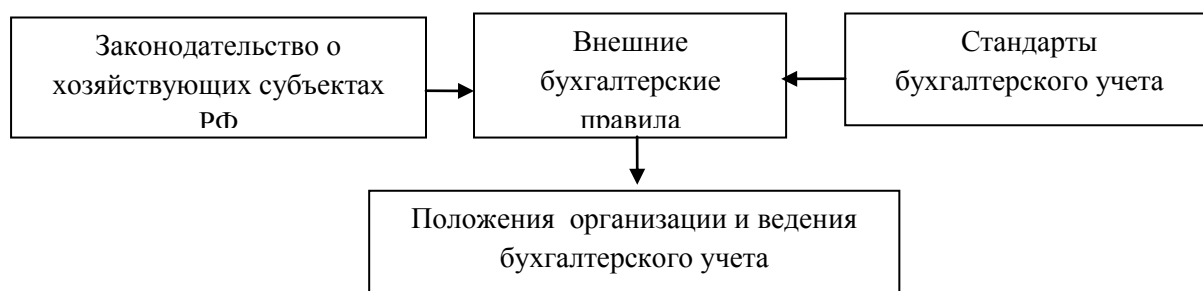 Законодательство о
хозяйствующих субъектах
РФ
Внешние
бухгалтерские
правила
Стандарты
бухгалтерского учета
Положения организации и ведения
бухгалтерского учета